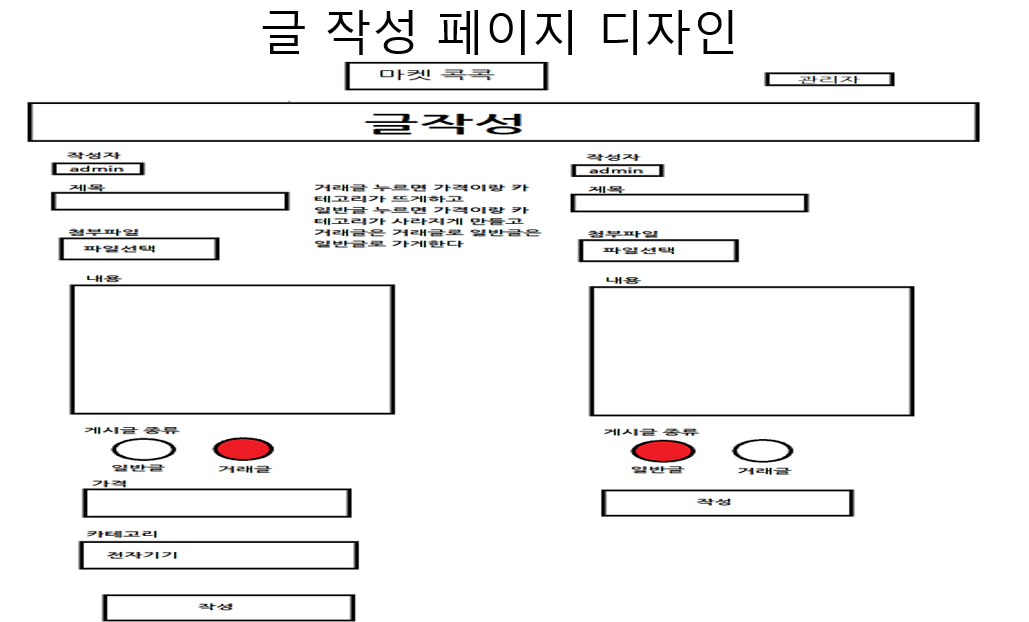 글 작성 페이지 디자인
마켓 콕콕
관리자
글작성
작성자
admin
제목
거래글 누르면 가격이랑 카
테고리가 뜨게하고
일반글 누르면 가격이랑 카
테고리가 사라지게 만들고
거래글은 거래글로 일반글은
일반글로 가게한다
첨부파일
파일선택
내용
게시글 종류
일반글
거래글
가격
카테고리
전자기기
작성
작성자
admin
제목
첨부파일
파일선택
내용
게시글 종류
일반글
거래글
작성